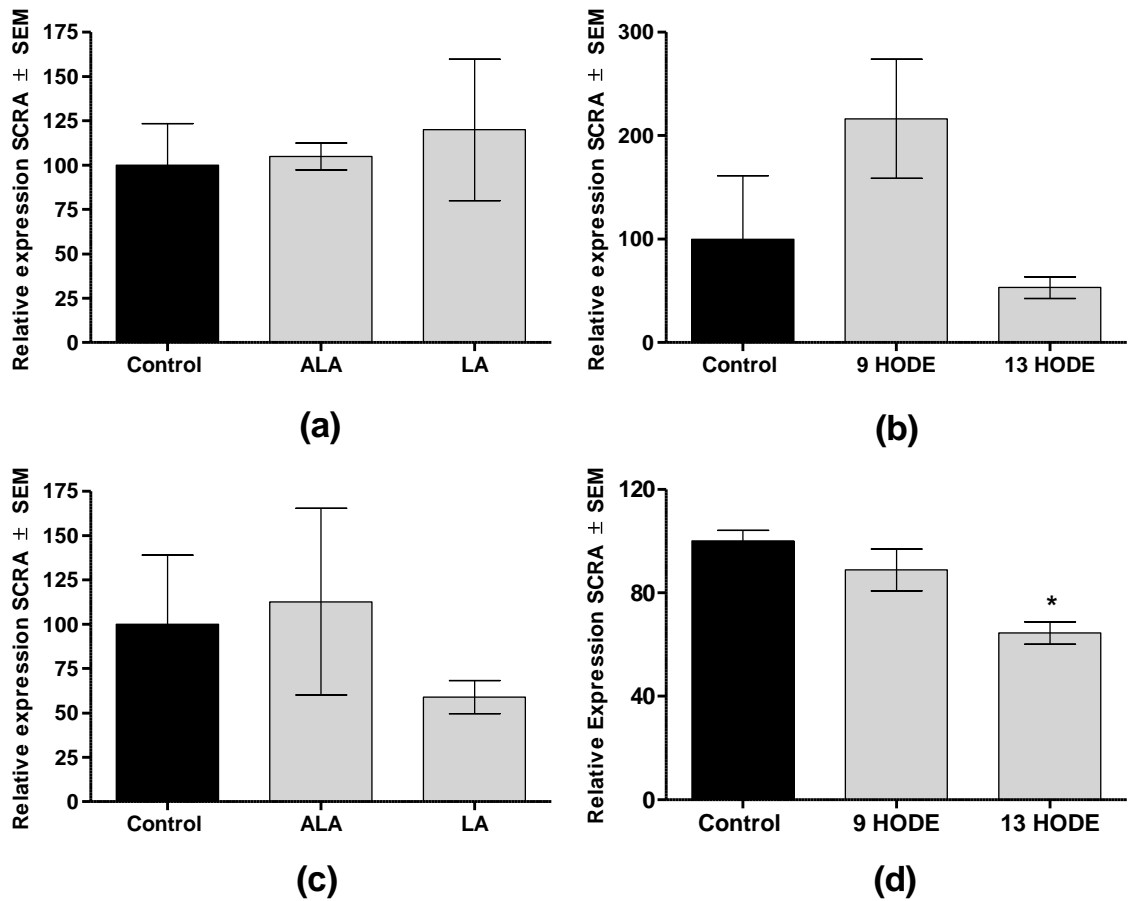 Relative expression SCRA ± SEM
175
150
125
100
75
50
25
0
Control ALA LA
(a)
Relative expression SCRA ± SEM
300
200
100
0
Control 9 HODE 13 HODE
(b)
Relative expression SCRA ± SEM
175
150
125
100
75
50
25
0
Control ALA LA
(c)
Relative Expression SCRA ± SEM
120
80
40
0
*
Control 9 HODE 13 HODE
(d)